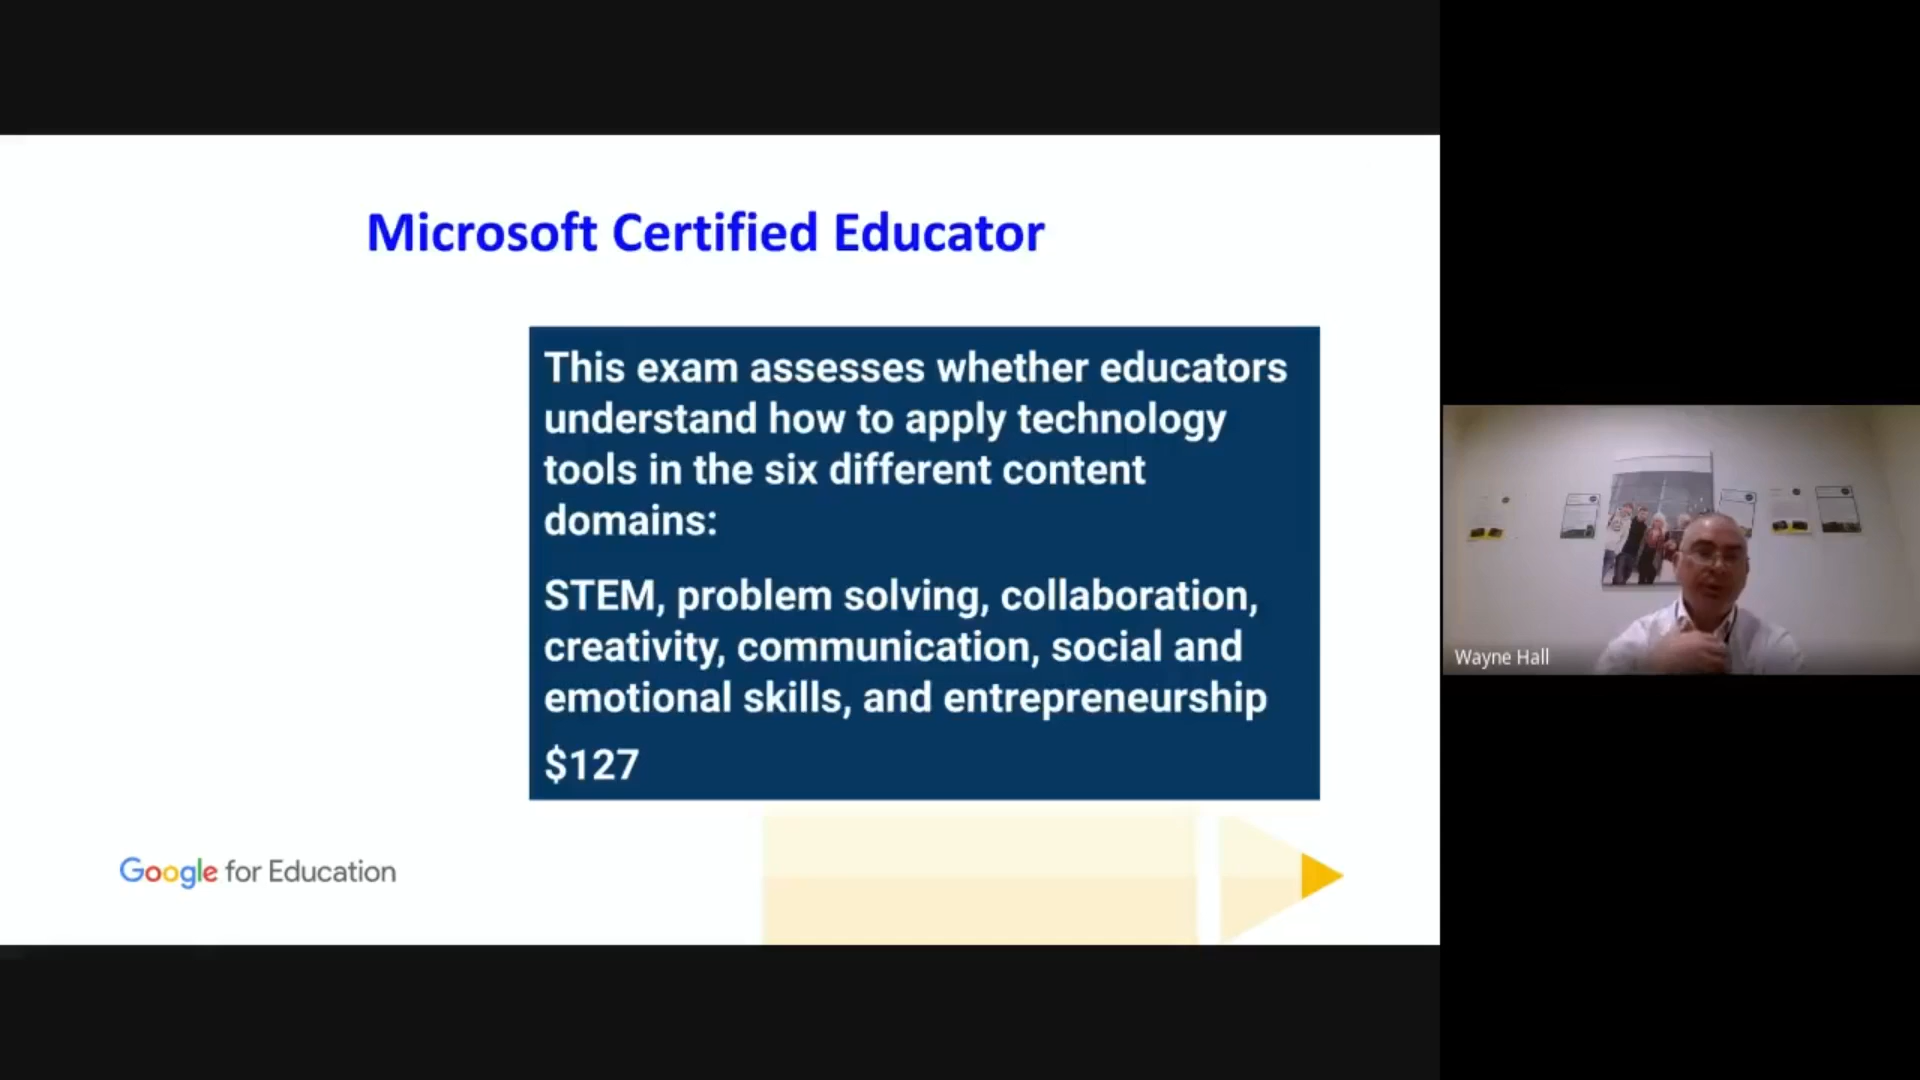 Microsoft Certified Educator
This exam assesses whether educators
understand how to apply technology
tools in the six different content
domains:
STEM, problem solving, collaboration,
creativity, communication, social and
emotional skills, and entrepreneurship
$127
Google for Education
Wayne Hall